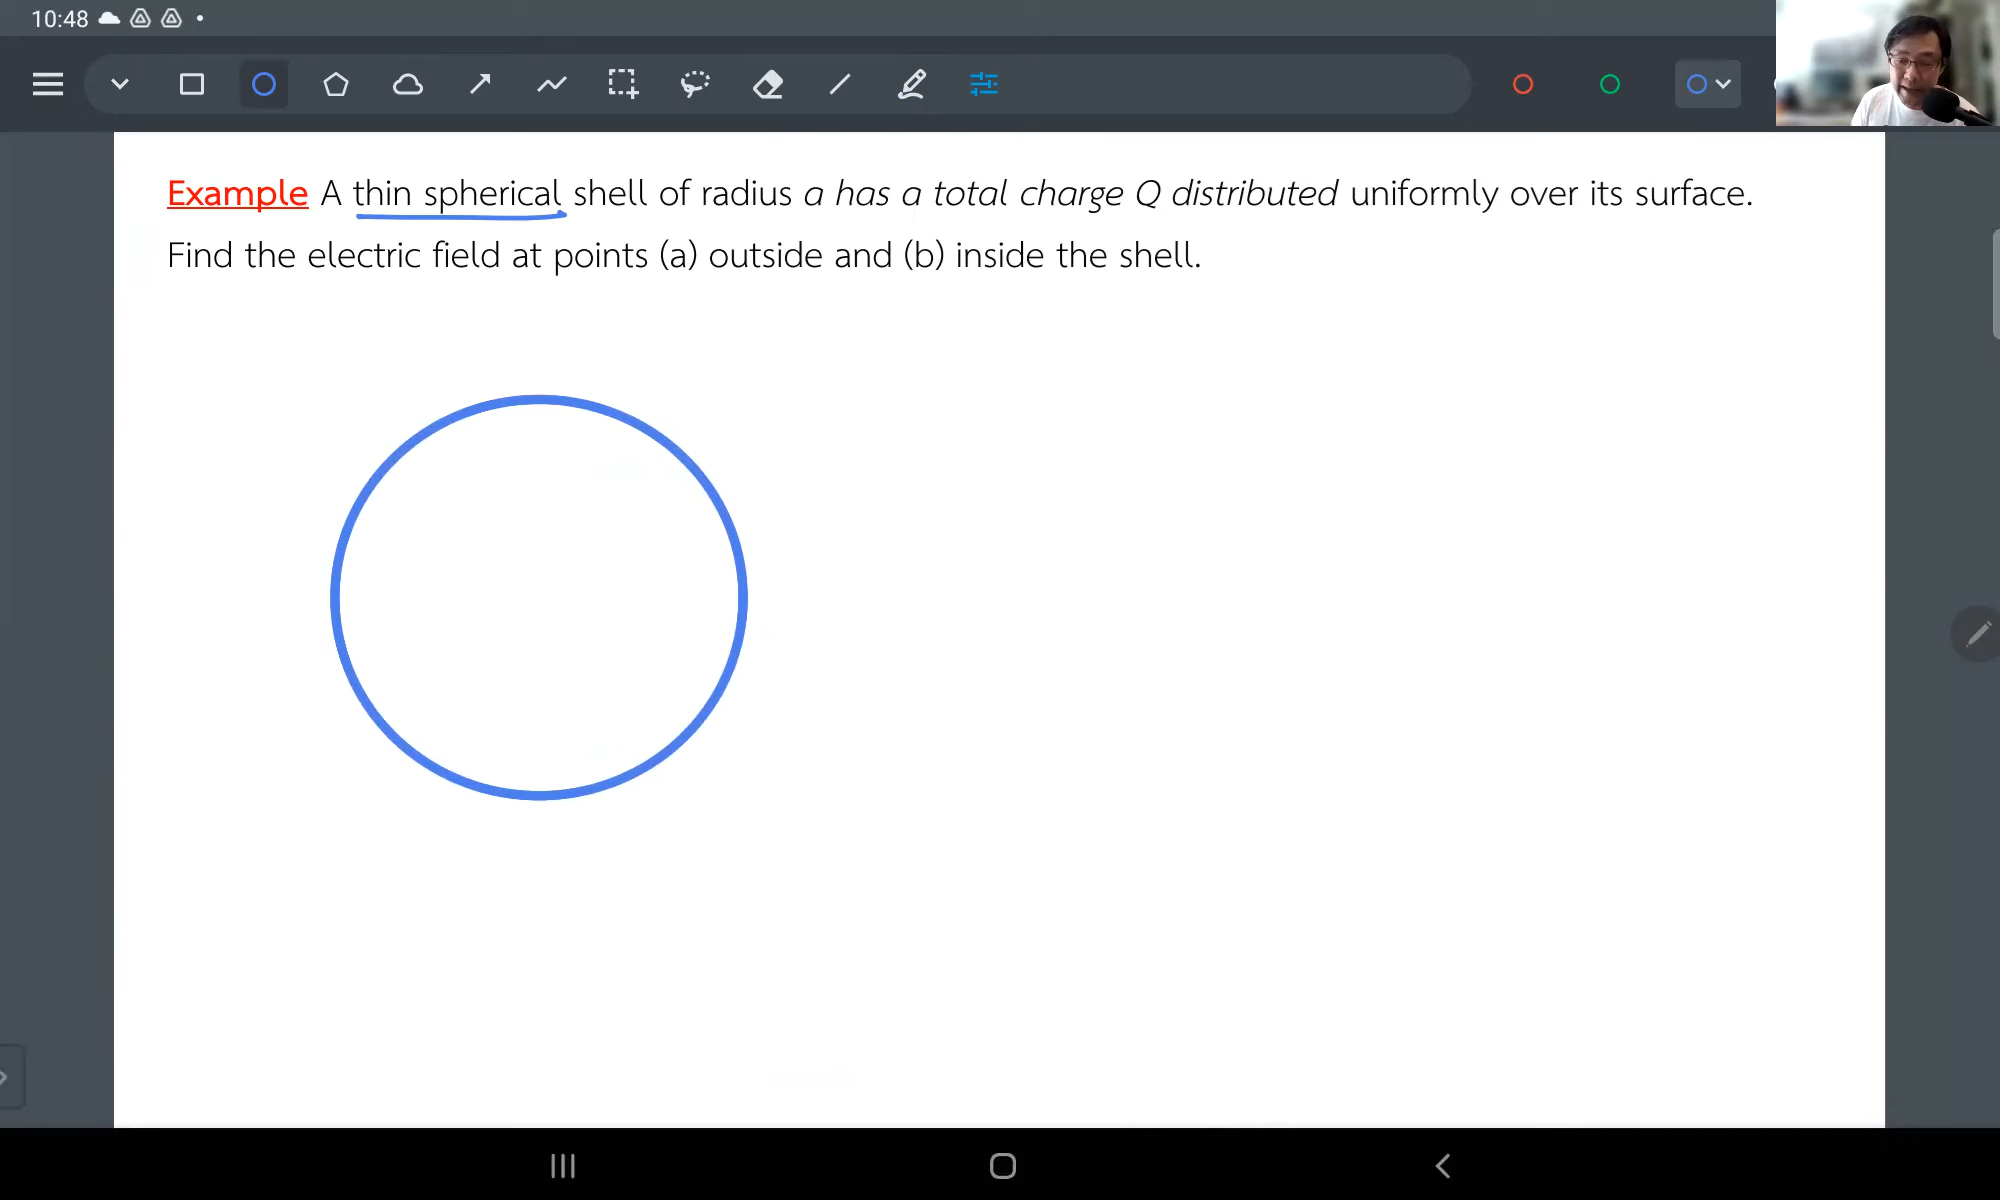 10:48
Example A thin spherical shell of radius a has a total charge Q distributed uniformly over its surface.
Find the electric field at points (a) outside and (b) inside the shell.